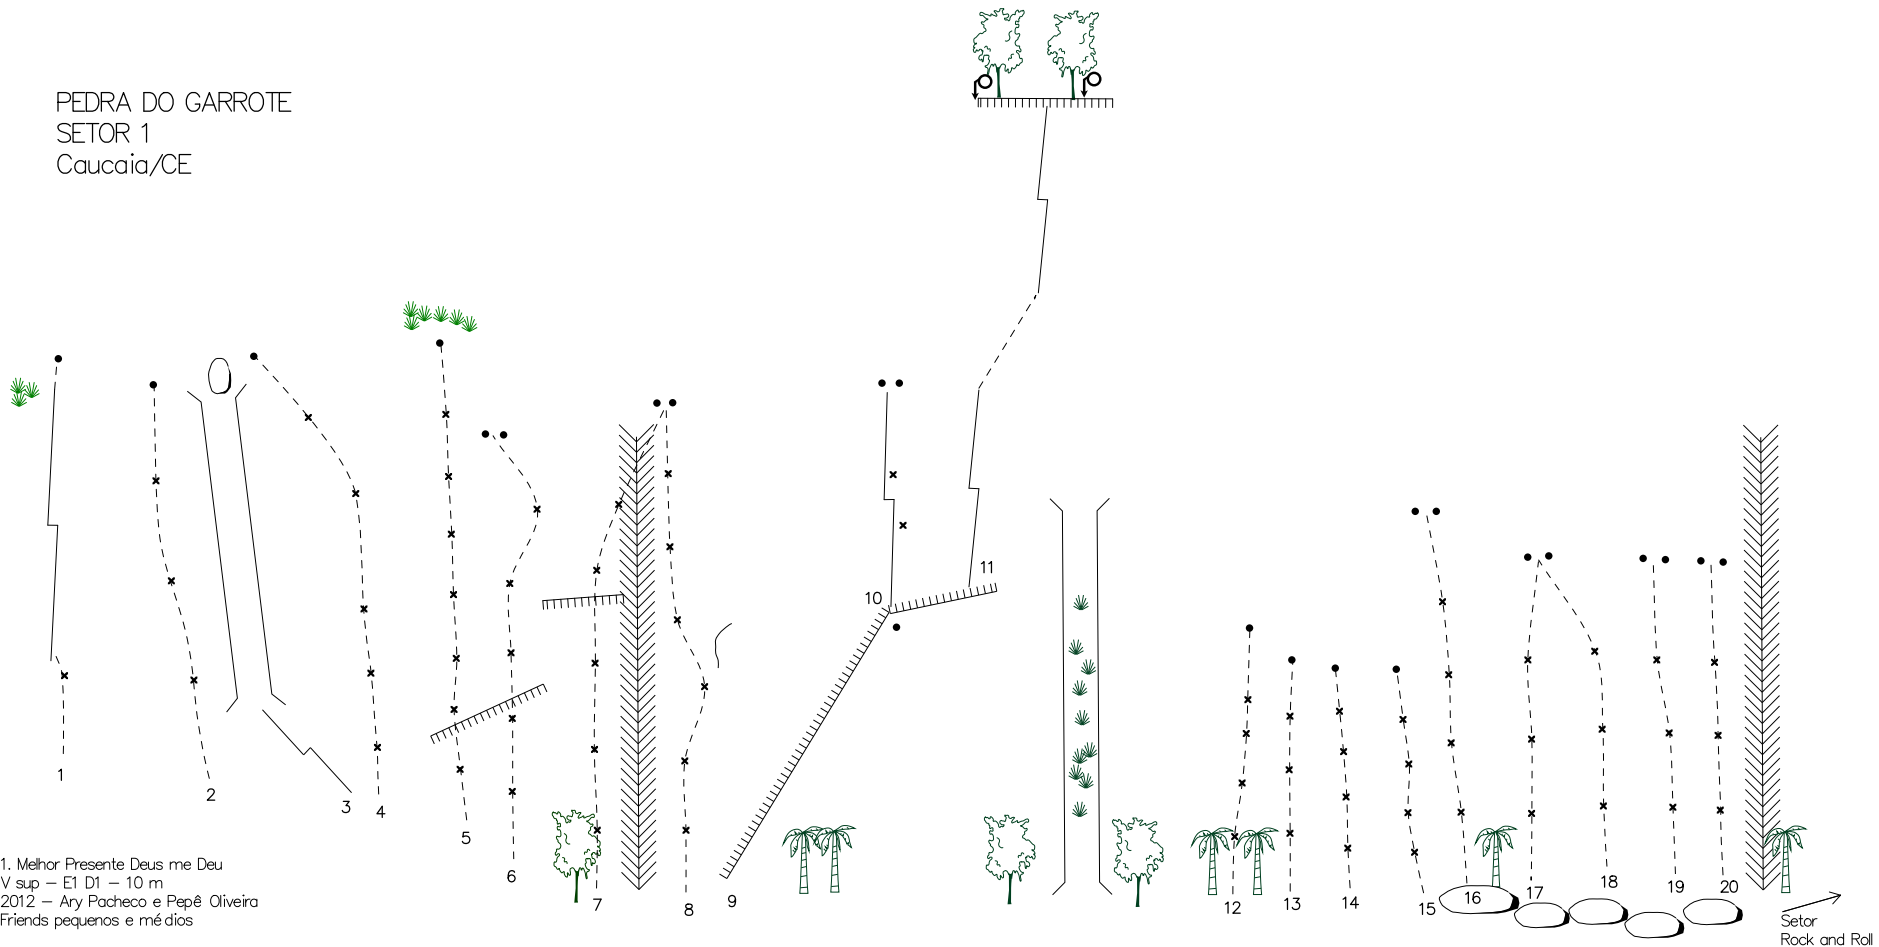 PEDRA DO GARROTE
SETOR 1
Caucaia/CE
1
2
3
4
5
6
7
8
9
10
11
12
13
14
15
16
17
18
19
20
1. Melhor Presente Deus me Deu
V sup – E1 D1 – 10 m
2012 – Ary Pacheco e Pepê Oliveira
Friends pequenos e médios
Setor
Rock and Roll